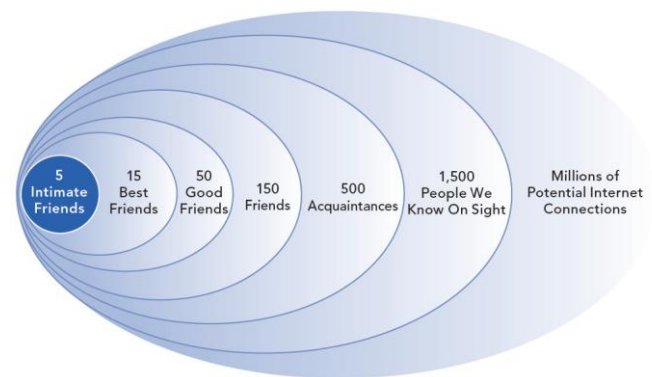 5
Intimate
Friends
15
Best
Friends
50
Good
Friends
150
Friends
500
Acquaintances
1,500
People We
Know On Sight
Millions of
Potential Internet
Connections